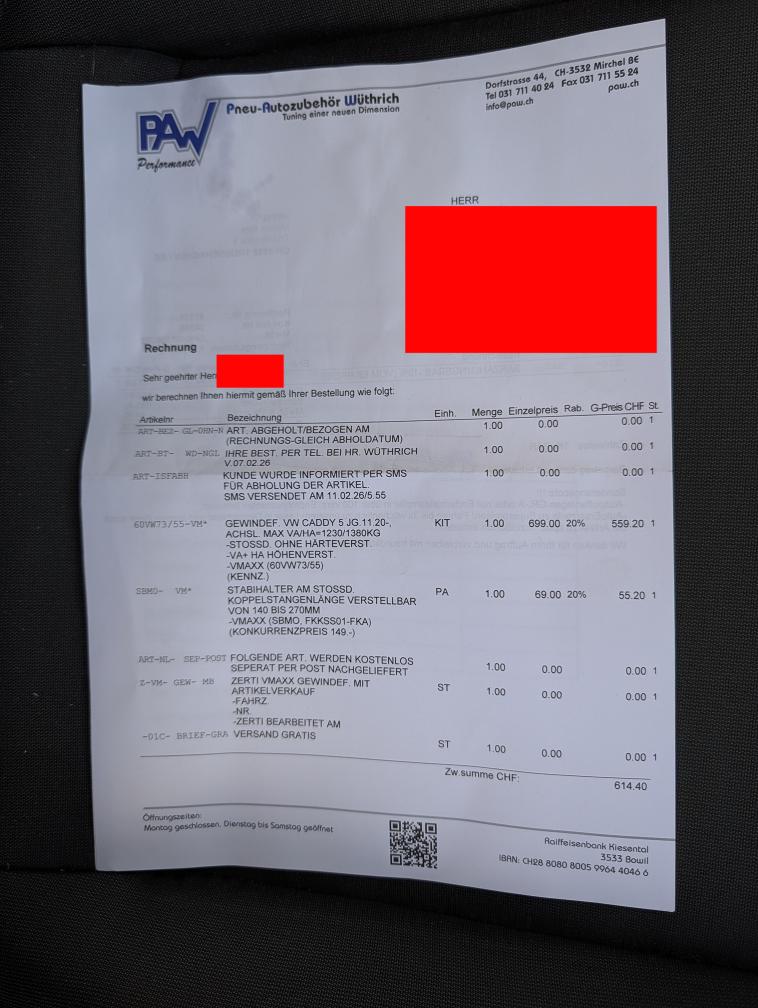 PAW
Performance
Pneu-Autozubehör Wüthrich
Tuning einer neuen Dimension
Dorfstrasse 44, CH-3532 Mirchel BE
Tel 031 711 40 24 Fax 031 711 55 24
info@paw.ch paw.ch
HERR
Rechnung
Sehr geehrter Herr
wir berechnen Ihnen hiermit gemäß Ihrer Bestellung wie folgt:
Artikelnr Bezeichnung Einh. Menge Einzelpreis Rab. G-Preis CHF St.
ART-BEZ- GL-OHN-N ART. ABGEHOLT/BEZOGEN AM 1.00 0.00 0.00 1
(RECHNUNGS-GLEICH ABHOLDATUM)
ART-BT- WD-NGL IHRE BEST. PER TEL. BEI HR. WÜTHRICH 1.00 0.00 0.00 1
V.07.02.26
ART-ISFABH KUNDE WURDE INFORMIERT PER SMS 1.00 0.00 0.00 1
FÜR ABHOLUNG DER ARTIKEL.
SMS VERSENDET AM 11.02.26/5.55
60VW73/55-VM* GEWINDEF. VW CADDY 5 JG.11.20-, KIT 1.00 699.00 20% 559.20 1
ACHSL. MAX VA/HA=1230/1380KG
-STOSSD. OHNE HÄRTEVERST.
-VA+ HA HÖHENVERST.
-VMAXX (60VW73/55)
(KENNZ.)
SBMO- VM* STABIHALTER AM STOSSD. PA 1.00 69.00 20% 55.20 1
KOPPELSTANGENLÄNGE VERSTELLBAR
VON 140 BIS 270MM
-VMAXX (SBMO, FKKSS01-FKA)
(KONKURRENZPREIS 149.-)
ART-NL- SEP-POST FOLGENDE ART. WERDEN KOSTENLOS 1.00 0.00 0.00 1
SEPERAT PER POST NACHGELIEFERT
Z-VM- GEW- MB ZERTI VMAXX GEWINDEF. MIT ST 1.00 0.00 0.00 1
ARTIKELVERKAUF
-FAHRZ.
-NR.
-ZERTI BEARBEITET AM
-01C- BRIEF-GRA VERSAND GRATIS ST 1.00 0.00 0.00 1
Zw.summe CHF: 614.40
Öffnungszeiten:
Montag geschlossen, Dienstag bis Samstag geöffnet
Raiffeisenbank Kiesental
3533 Bowil
IBAN: CH28 8080 8005 9964 4046 6